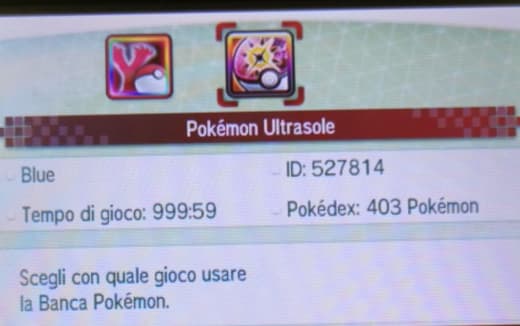 Pokémon Ultrasole
Blue
ID: 527814
Tempo di gioco: 999:59
Pokédex: 403 Pokémon
Scegli con quale gioco usare
la Banca Pokémon.